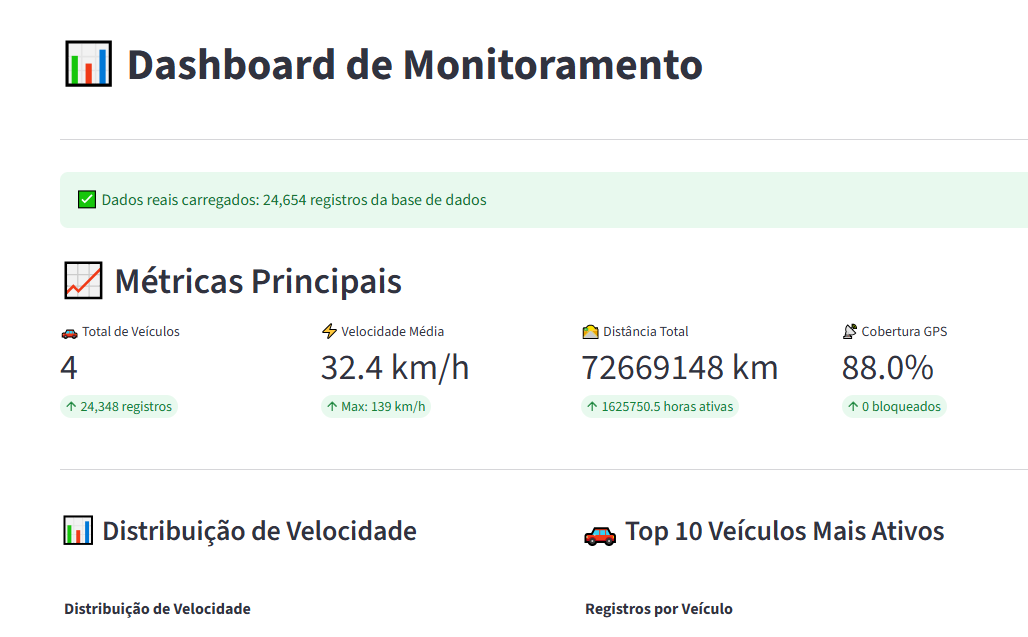 Dashboard de Monitoramento
Dados reais carregados: 24,654 registros da base de dados
Métricas Principais
Total de Veículos
4
↑ 24,348 registros
Velocidade Média
32.4 km/h
↑ Max: 139 km/h
Distância Total
72669148 km
↑ 1625750.5 horas ativas
Cobertura GPS
88.0%
↑ 0 bloqueados
Distribuição de Velocidade
Distribuição de Velocidade
Top 10 Veículos Mais Ativos
Registros por Veículo